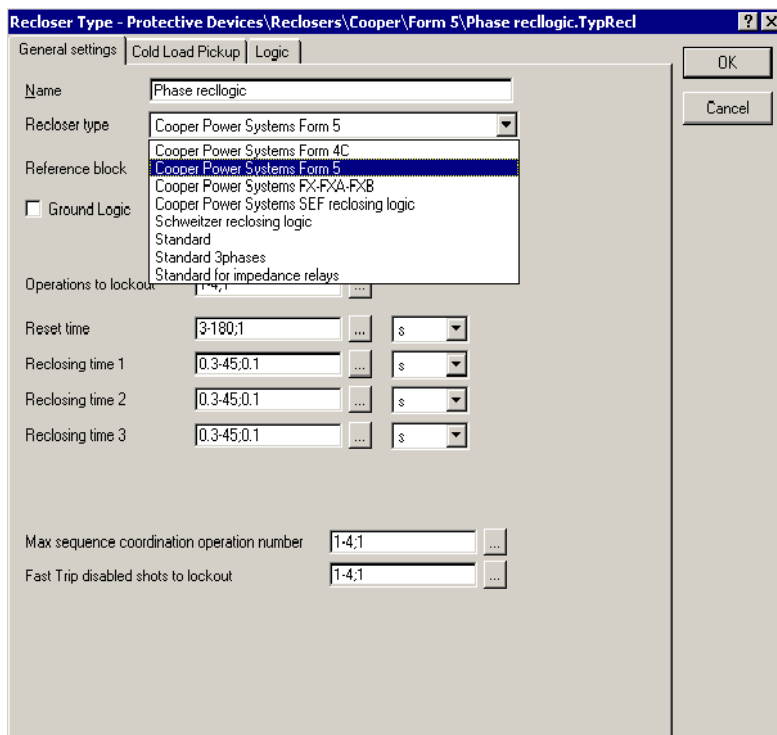 Recloser Type - Protective Devices\Reclosers\Cooper\Form 5\Phase recllogic.TypRecl ? X
General settings Cold Load Pickup Logic
OK
Cancel
Name Phase recllogic
Recloser type Cooper Power Systems Form 5
Cooper Power Systems Form 4C
Reference block Cooper Power Systems Form 5
Cooper Power Systems FX-FXA-FXB
Ground Logic Cooper Power Systems SEF reclosing logic
Schweitzer reclosing logic
Standard
Standard 3phases
Standard for impedance relays
Operations to lockout 1-4;1 ...
Reset time 3-180;1 ... s
Reclosing time 1 0.3-45;0.1 ... s
Reclosing time 2 0.3-45;0.1 ... s
Reclosing time 3 0.3-45;0.1 ... s
Max sequence coordination operation number 1-4;1 ...
Fast Trip disabled shots to lockout 1-4;1 ...